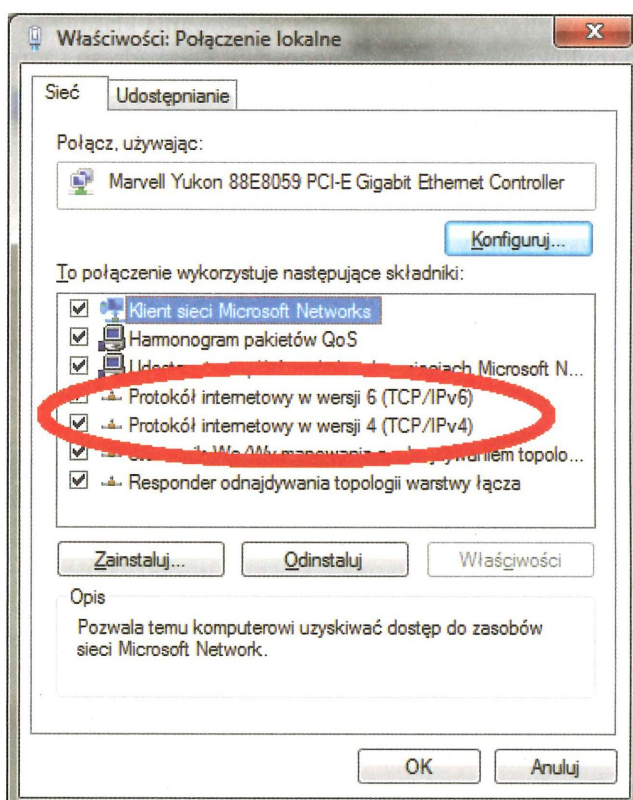 Właściwości: Połączenie lokalne
Sieć Udostępnianie
Połącz, używając:
Marvell Yukon 88E8059 PCI-E Gigabit Ethernet Controller
Konfiguruj...
To połączenie wykorzystuje następujące składniki:
Klient sieci Microsoft Networks
Harmonogram pakietów QoS
Microsoft N...
Protokół internetowy w wersji 6 (TCP/IPv6)
Protokół internetowy w wersji 4 (TCP/IPv4)
topolo...
Responder odnajdywania topologii warstwy łącza
Zainstaluj... Odinstaluj Właściwości
Opis
Pozwala temu komputerowi uzyskiwać dostęp do zasobów
sieci Microsoft Network.
OK Anuluj